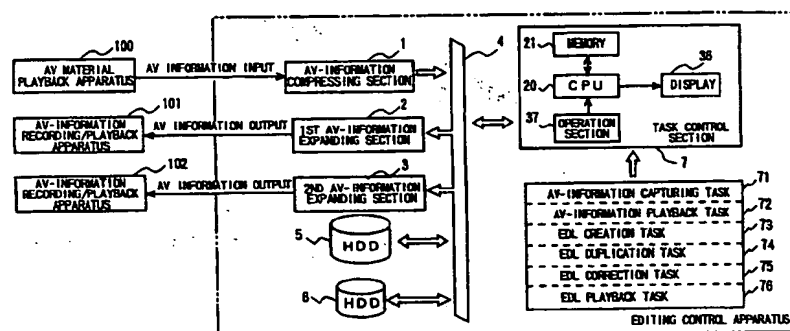 100
AV MATERIAL
PLAYBACK APPARATUS
AV INFORMATION INPUT
1
AV-INFORMATION
COMPRESSING SECTION
4
101
AV-INFORMATION
RECORDING/PLAYBACK
APPARATUS
AV INFORMATION OUTPUT
2
1ST AV-INFORMATION
EXPANDING SECTION
102
AV-INFORMATION
RECORDING/PLAYBACK
APPARATUS
AV INFORMATION OUTPUT
3
2ND AV-INFORMATION
EXPANDING SECTION
5
HDD
6
HDD
21
MEMORY
20
CPU
36
DISPLAY
37
OPERATION
SECTION
TASK CONTROL
SECTION
7
71
AV-INFORMATION CAPTURING TASK
72
AV-INFORMATION PLAYBACK TASK
73
EDL CREATION TASK
74
EDL DUPLICATION TASK
75
EDL CORRECTION TASK
76
EDL PLAYBACK TASK
EDITING CONTROL APPARATUS